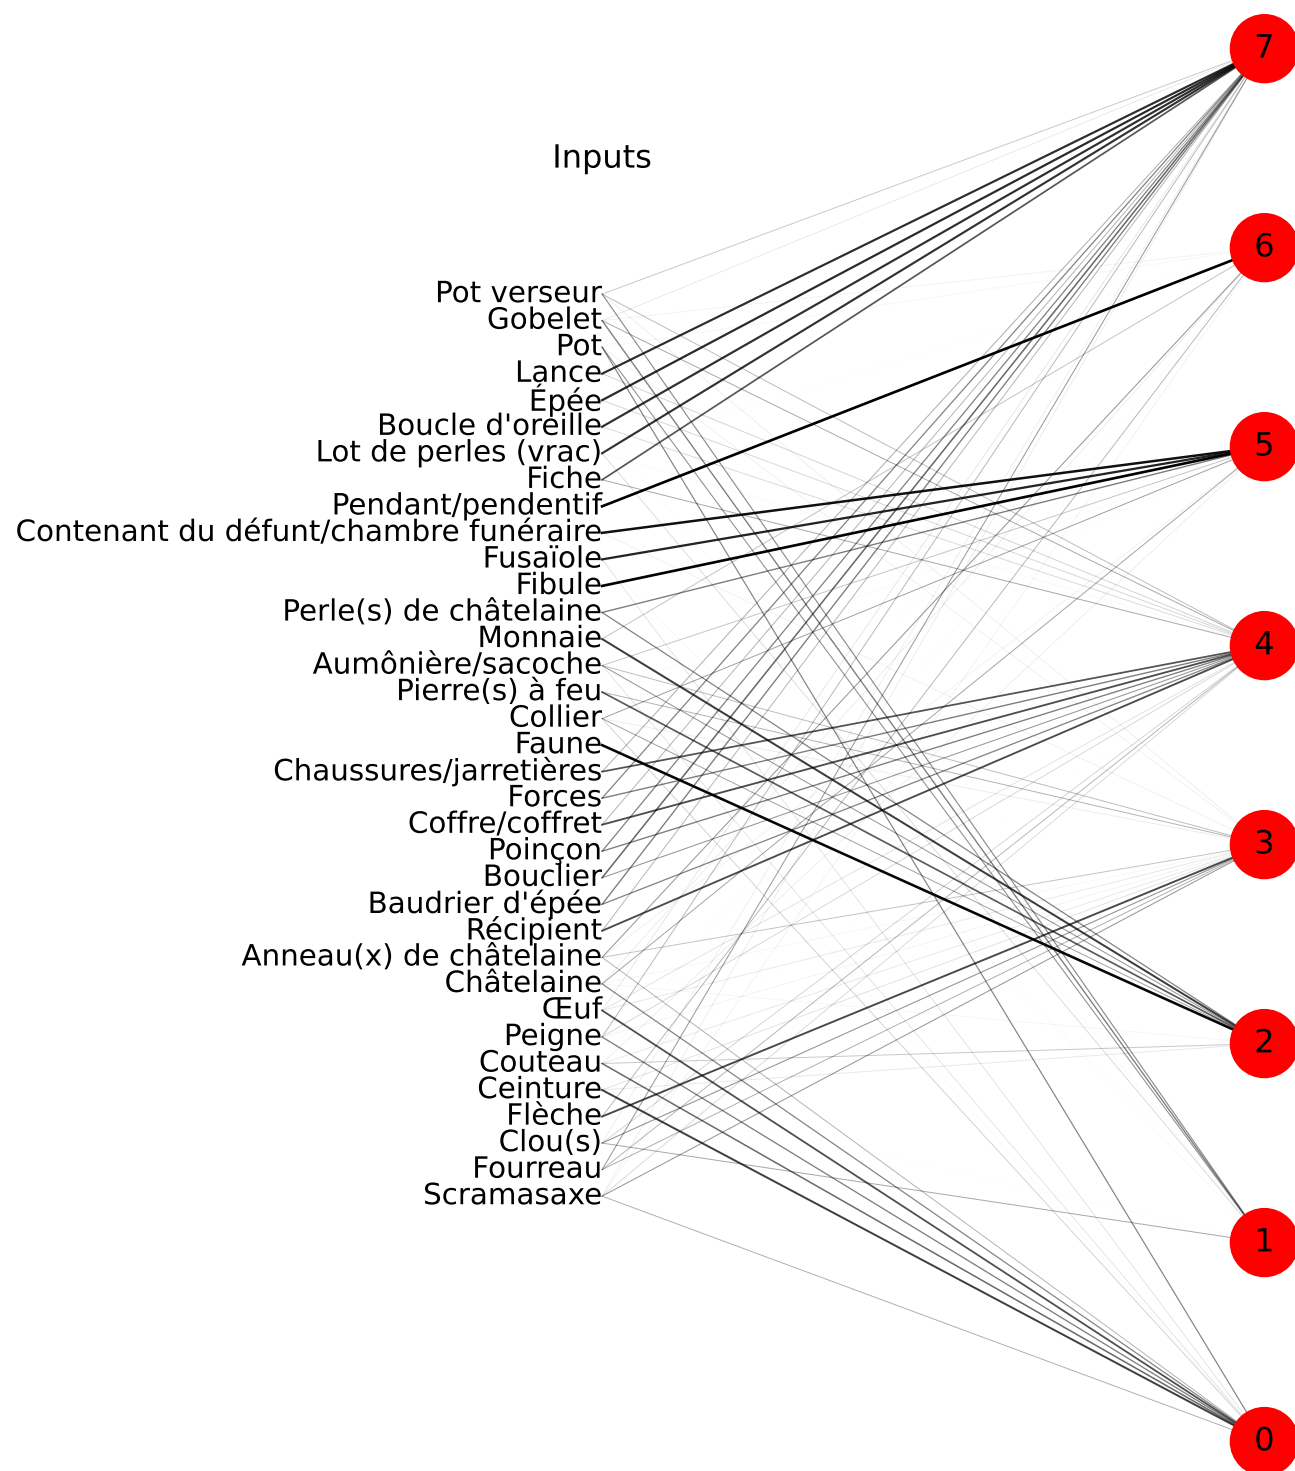 7
Inputs
6
Pot verseur
Gobelet
Pot
Lance
Épée
Boucle d'oreille
Lot de perles (vrac)
5
Fiche
Pendant/pendentif
Contenant du défunt/chambre funéraire
Fusaïole
Fibule
Perle(s) de châtelaine
Monnaie
4
Aumônière/sacoche
Pierre(s) à feu
Collier
Faune
Chaussures/jarretières
Forces
Coffre/coffret
3
Poinçon
Bouclier
Baudrier d'épée
Récipient
Anneau(x) de châtelaine
Châtelaine
Œuf
Peigne
2
Couteau
Ceinture
Flèche
Clou(s)
Fourreau
Scramasaxe
1
0